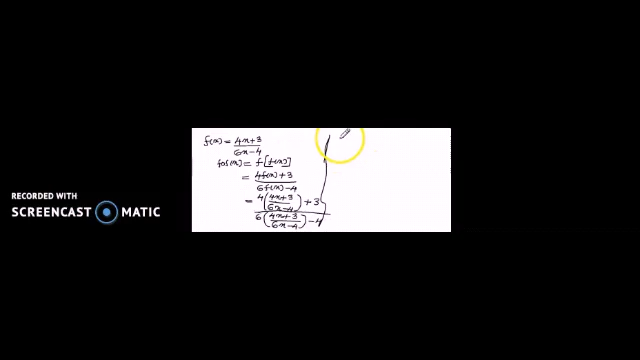 f(x) = 4x+3 / 6x-4
fof(x) = f[f(x)]
= 4f(x)+3 / 6f(x)-4
= 4(4x+3 / 6x-4) + 3 / 6(4x+3 / 6x-4) - 4
RECORDED WITH
SCREENCAST MATIC